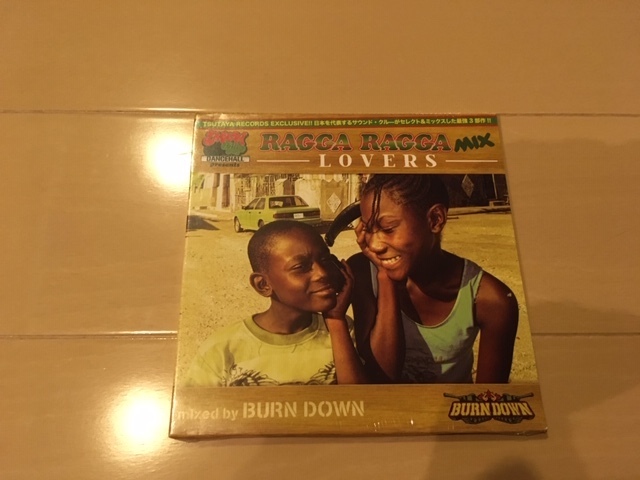 TSUTAYA RECORDS EXCLUSIVE!! 日本を代表するサウンド・クルーがセレクト&ミックスした最強3部作!!
DANCEHALL
presents
RAGGA RAGGA MIX
LOVERS
mixed by BURN DOWN
BURN DOWN